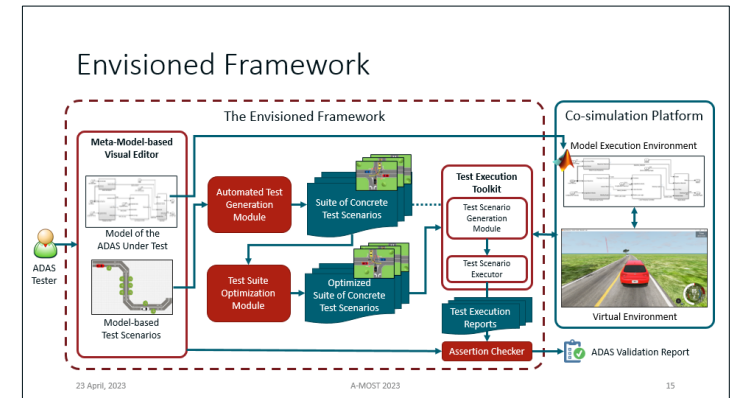 Envisioned Framework
The Envisioned Framework
Co-simulation Platform
Meta-Model-based
Visual Editor
Model of the
ADAS Under Test
Model-based
Test Scenarios
ADAS
Tester
Automated Test
Generation
Module
Suite of Concrete
Test Scenarios
Test Suite
Optimization
Module
Optimized
Suite of Concrete
Test Scenarios
Test Execution
Toolkit
Test Scenario
Generation
Module
Test Scenario
Executor
Test Execution
Reports
Assertion Checker
Model Execution Environment
Virtual Environment
ADAS Validation Report
23 April, 2023
A-MOST 2023
15